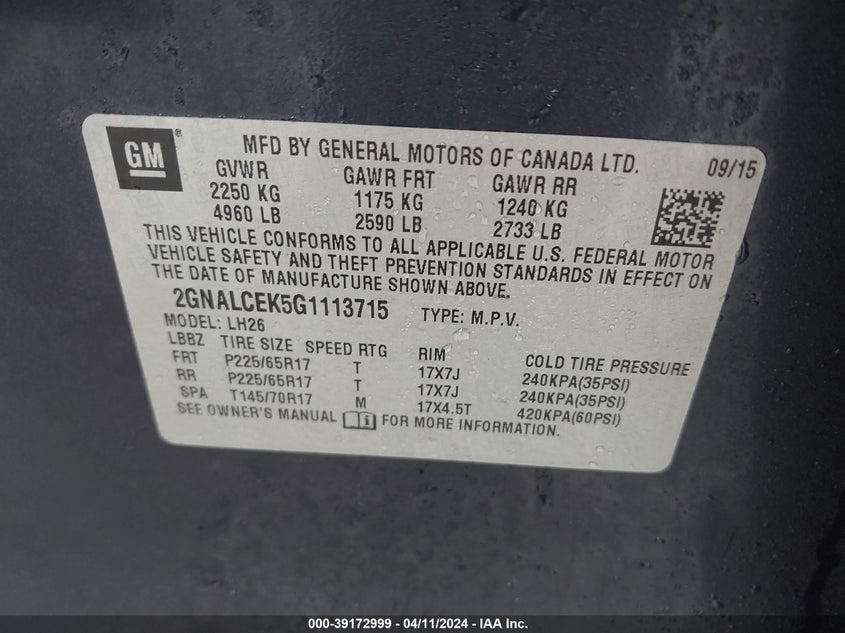 GM ®
MFD BY GENERAL MOTORS OF CANADA LTD. 09/15
GVWR GAWR FRT GAWR RR
2250 KG 1175 KG 1240 KG
4960 LB 2590 LB 2733 LB
THIS VEHICLE CONFORMS TO ALL APPLICABLE U.S. FEDERAL MOTOR
VEHICLE SAFETY AND THEFT PREVENTION STANDARDS IN EFFECT ON
THE DATE OF MANUFACTURE SHOWN ABOVE.
2GNALCEK5G1113715 TYPE: M.P.V.
MODEL: LH26
LBBZ TIRE SIZE SPEED RTG RIM COLD TIRE PRESSURE
FRT P225/65R17 T 17X7J 240KPA(35PSI)
RR P225/65R17 T 17X7J 240KPA(35PSI)
SPA T145/70R17 M 17X4.5T 420KPA(60PSI)
SEE OWNER'S MANUAL i FOR MORE INFORMATION.
000-39172999 - 04/11/2024 - IAA Inc.